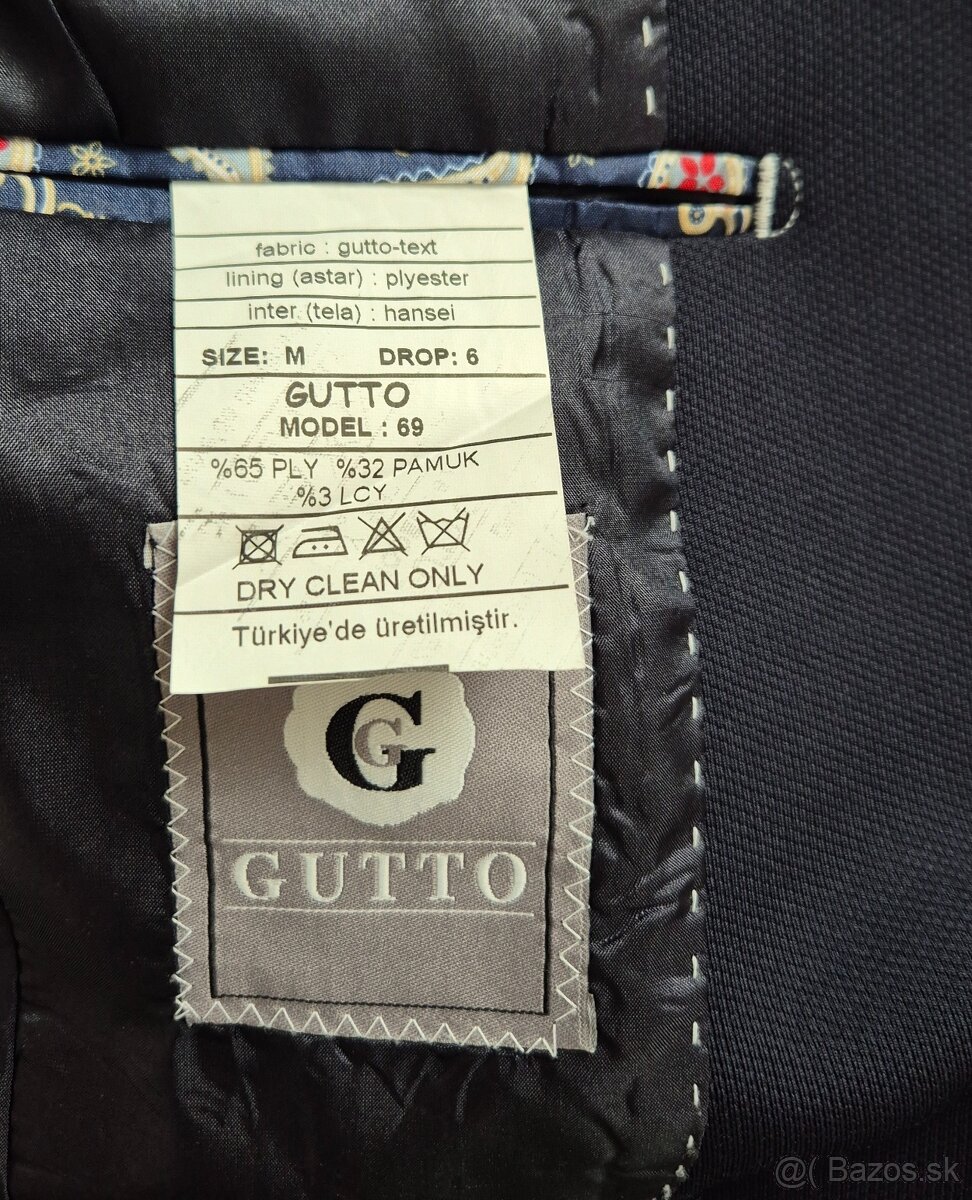 fabric : gutto-text
lining (astar) : plyester
inter (tela) : hansei
SIZE: M DROP: 6
GUTTO
MODEL : 69
%65 PLY %32 PAMUK
%3 LCY
DRY CLEAN ONLY
Türkiye'de üretilmiştir.
G
G
GUTTO
@( Bazos.sk